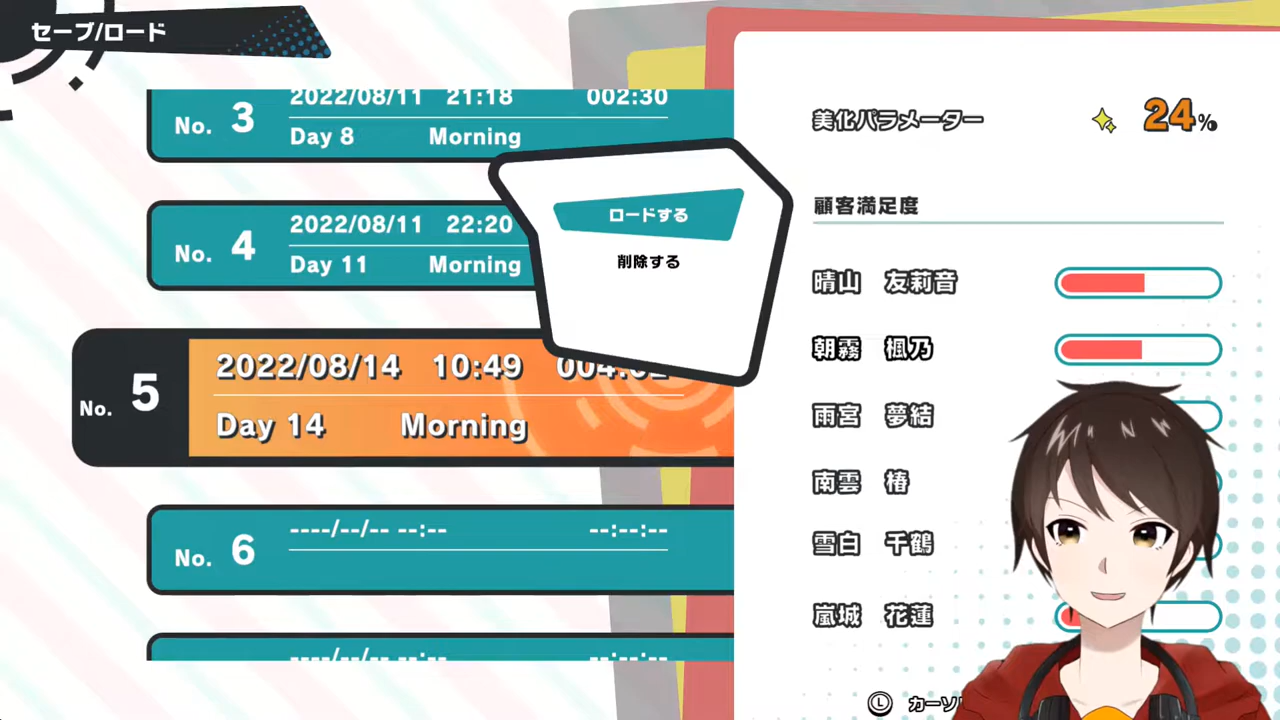 セーブ/ロード
No. 3
2022/08/11 21:18 002:30
Day 8 Morning
No. 4
2022/08/11 22:20
Day 11 Morning
No. 5
2022/08/14 10:49
Day 14 Morning
No. 6
----/--/-- --:-- --:--:--
----/--/-- --:-- --:--:--
ロードする
削除する
美化パラメーター 24%
顧客満足度
晴山 友莉音
朝霧 楓乃
雨宮 夢結
南雲 椿
雪白 千鶴
嵐城 花蓮
L カーソ